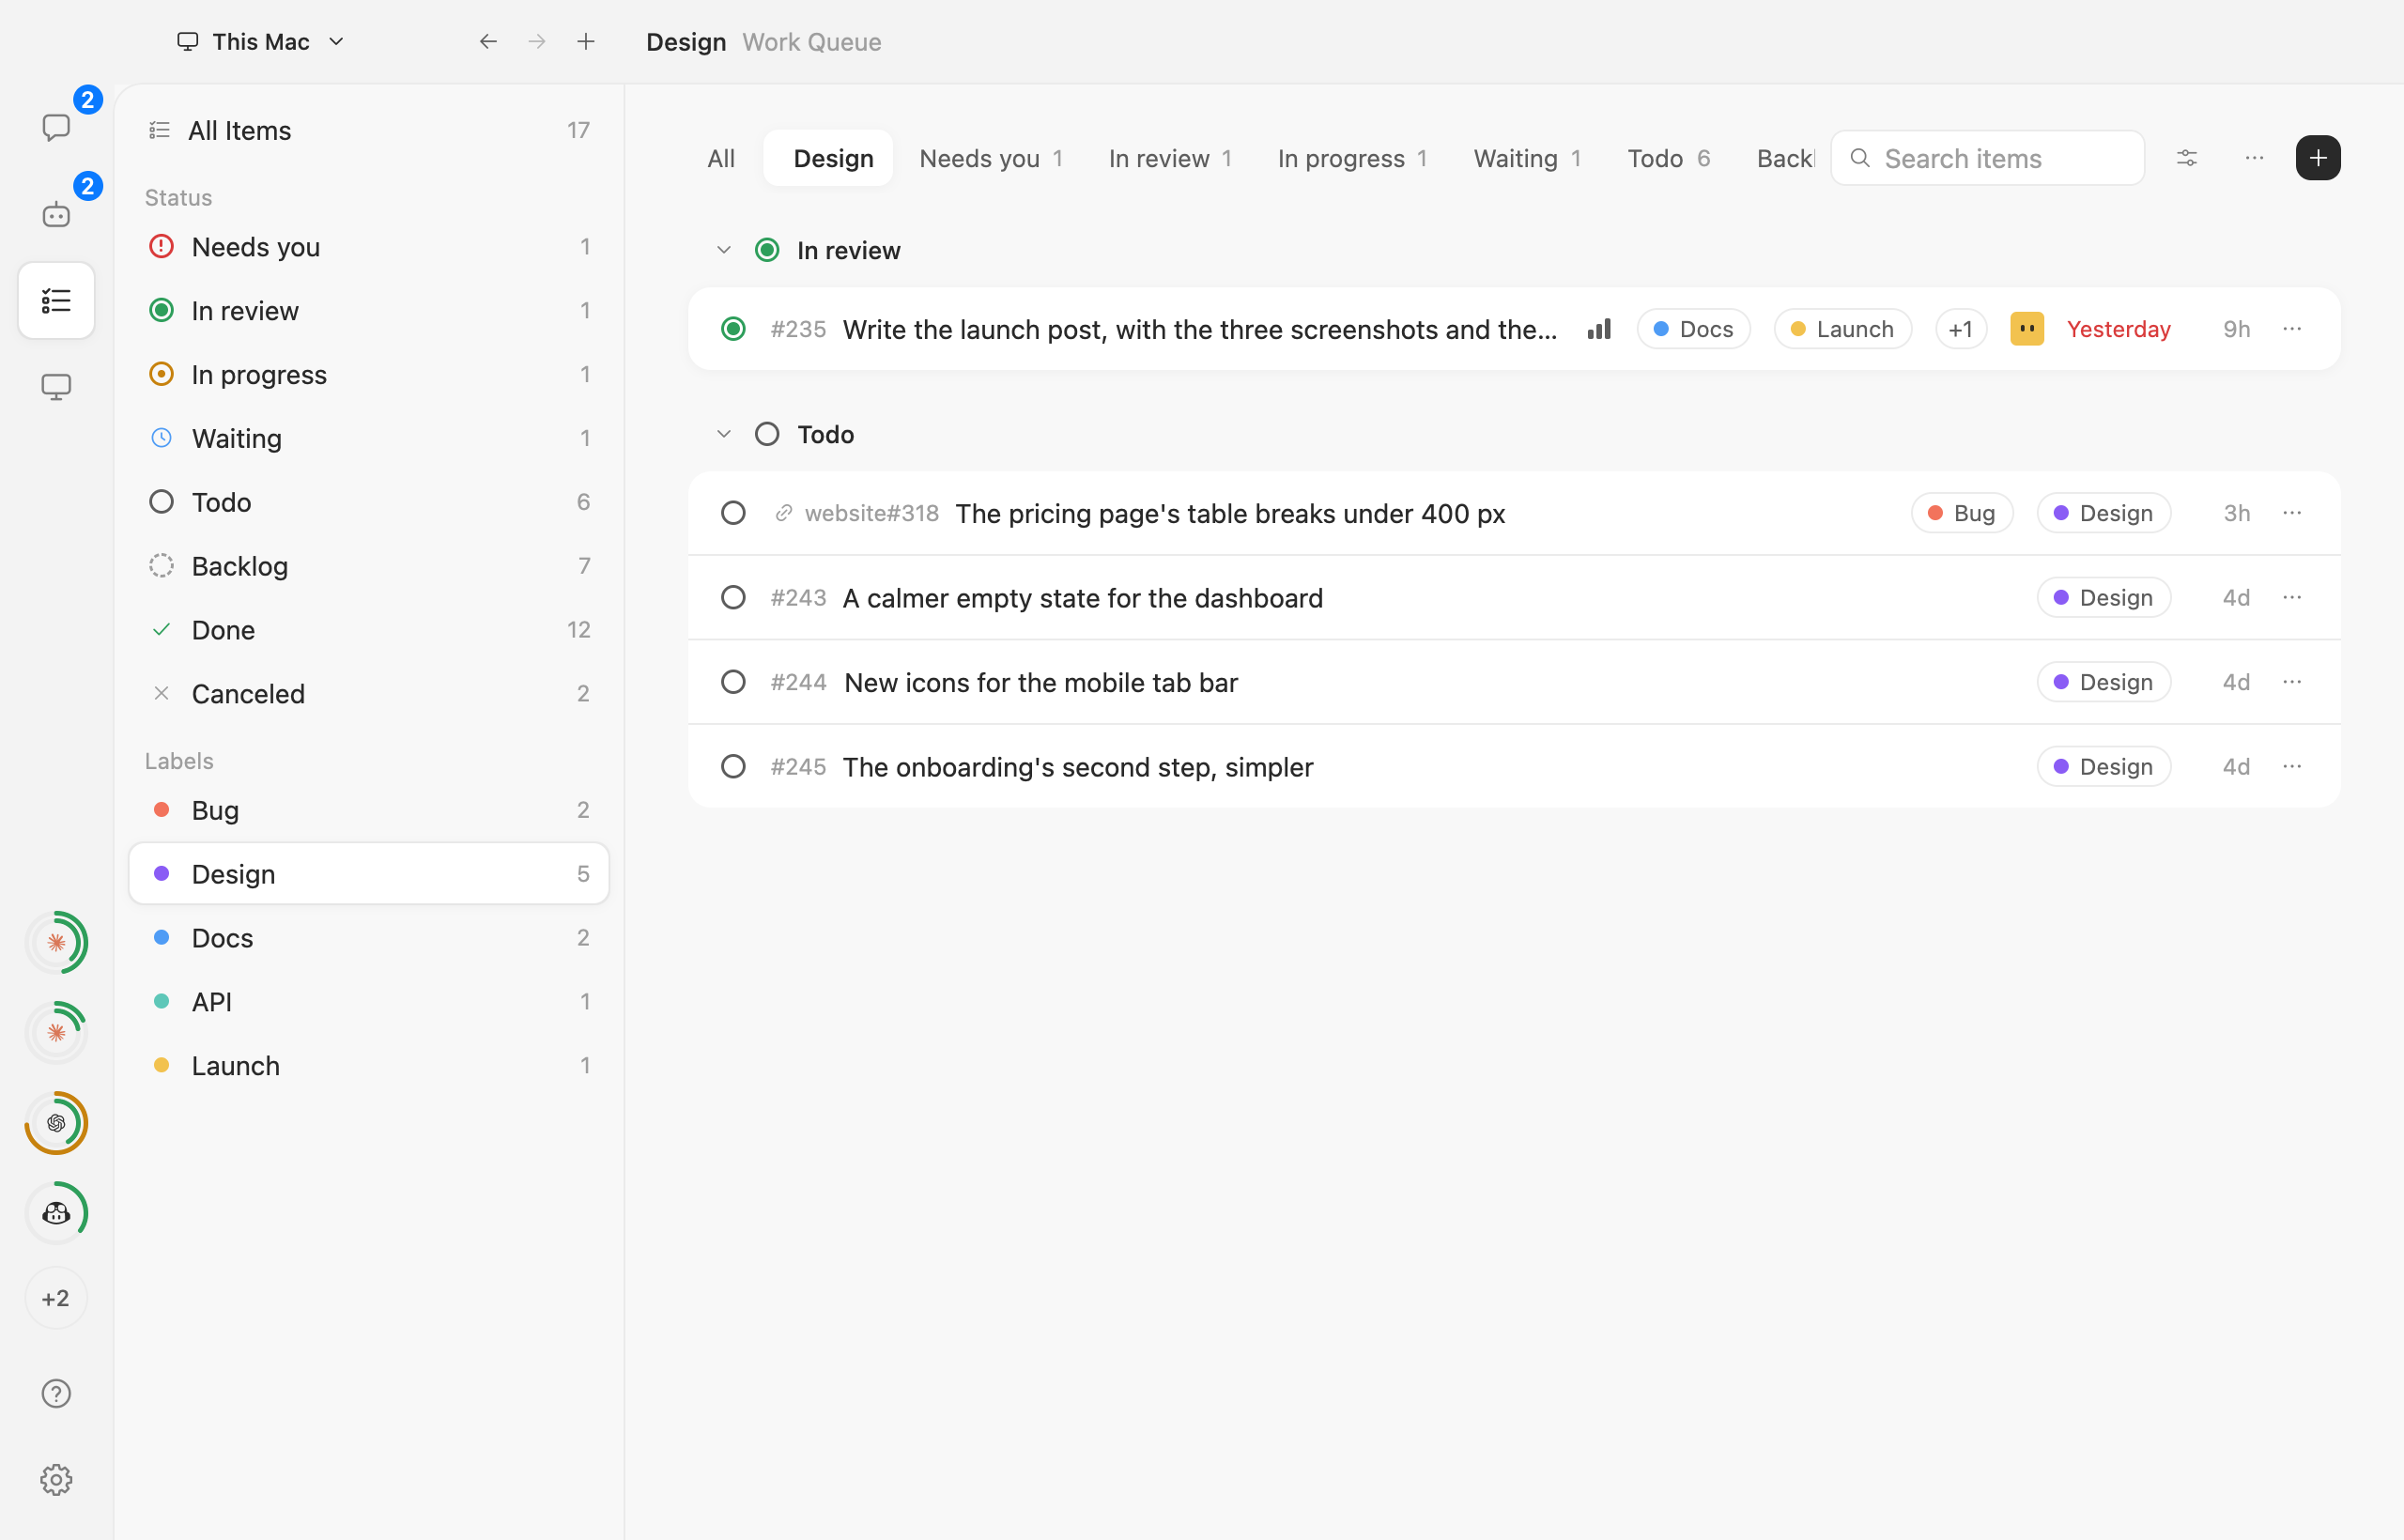 This Mac
Design Work Queue
2
2
All Items 17
Status
Needs you 1
In review 1
In progress 1
Waiting 1
Todo 6
Backlog 7
Done 12
Canceled 2
Labels
Bug 2
Design 5
Docs 2
API 1
Launch 1
+2
All Design Needs you 1 In review 1 In progress 1 Waiting 1 Todo 6 Back Search items
In review
#235 Write the launch post, with the three screenshots and the... Docs Launch +1 Yesterday 9h
Todo
website#318 The pricing page's table breaks under 400 px Bug Design 3h
#243 A calmer empty state for the dashboard Design 4d
#244 New icons for the mobile tab bar Design 4d
#245 The onboarding's second step, simpler Design 4d